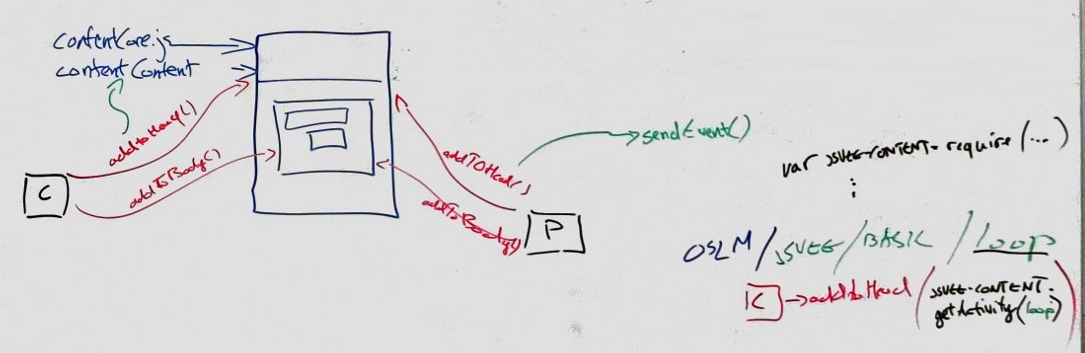 contentCore.js
contentContent
addtoHead()
addToBody()
C
addTOHead()
addToBody()
P
sendEvent()
var JSVEE-CONTENT = require(...)
OSLM/JSVEE/BASIC/loop
C → addtoHead(JSVEE-CONTENT.
getActivity(loop))